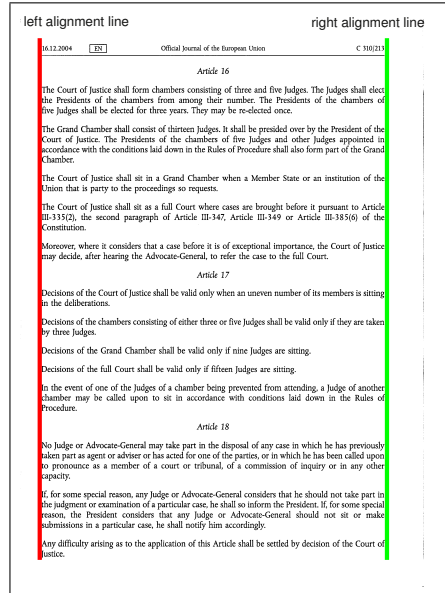 left alignment line right alignment line
16.12.2004 EN Official Journal of the European Union C 310/213
Article 16
The Court of Justice shall form chambers consisting of three and five Judges. The Judges shall elect
the Presidents of the chambers from among their number. The Presidents of the chambers of
five Judges shall be elected for three years. They may be re-elected once.
The Grand Chamber shall consist of thirteen Judges. It shall be presided over by the President of the
Court of Justice. The Presidents of the chambers of five Judges and other Judges appointed in
accordance with the conditions laid down in the Rules of Procedure shall also form part of the Grand
Chamber.
The Court of Justice shall sit in a Grand Chamber when a Member State or an institution of the
Union that is party to the proceedings so requests.
The Court of Justice shall sit as a full Court where cases are brought before it pursuant to Article
III-335(2), the second paragraph of Article III-347, Article III-349 or Article III-385(6) of the
Constitution.
Moreover, where it considers that a case before it is of exceptional importance, the Court of Justice
may decide, after hearing the Advocate-General, to refer the case to the full Court.
Article 17
Decisions of the Court of Justice shall be valid only when an uneven number of its members is sitting
in the deliberations.
Decisions of the chambers consisting of either three or five Judges shall be valid only if they are taken
by three Judges.
Decisions of the Grand Chamber shall be valid only if nine Judges are sitting.
Decisions of the full Court shall be valid only if fifteen Judges are sitting.
In the event of one of the Judges of a chamber being prevented from attending, a Judge of another
chamber may be called upon to sit in accordance with conditions laid down in the Rules of
Procedure.
Article 18
No Judge or Advocate-General may take part in the disposal of any case in which he has previously
taken part as agent or adviser or has acted for one of the parties, or in which he has been called upon
to pronounce as a member of a court or tribunal, of a commission of inquiry or in any other
capacity.
If, for some special reason, any Judge or Advocate-General considers that he should not take part in
the judgment or examination of a particular case, he shall so inform the President. If, for some special
reason, the President considers that any Judge or Advocate-General should not sit or make
submissions in a particular case, he shall notify him accordingly.
Any difficulty arising as to the application of this Article shall be settled by decision of the Court of
Justice.